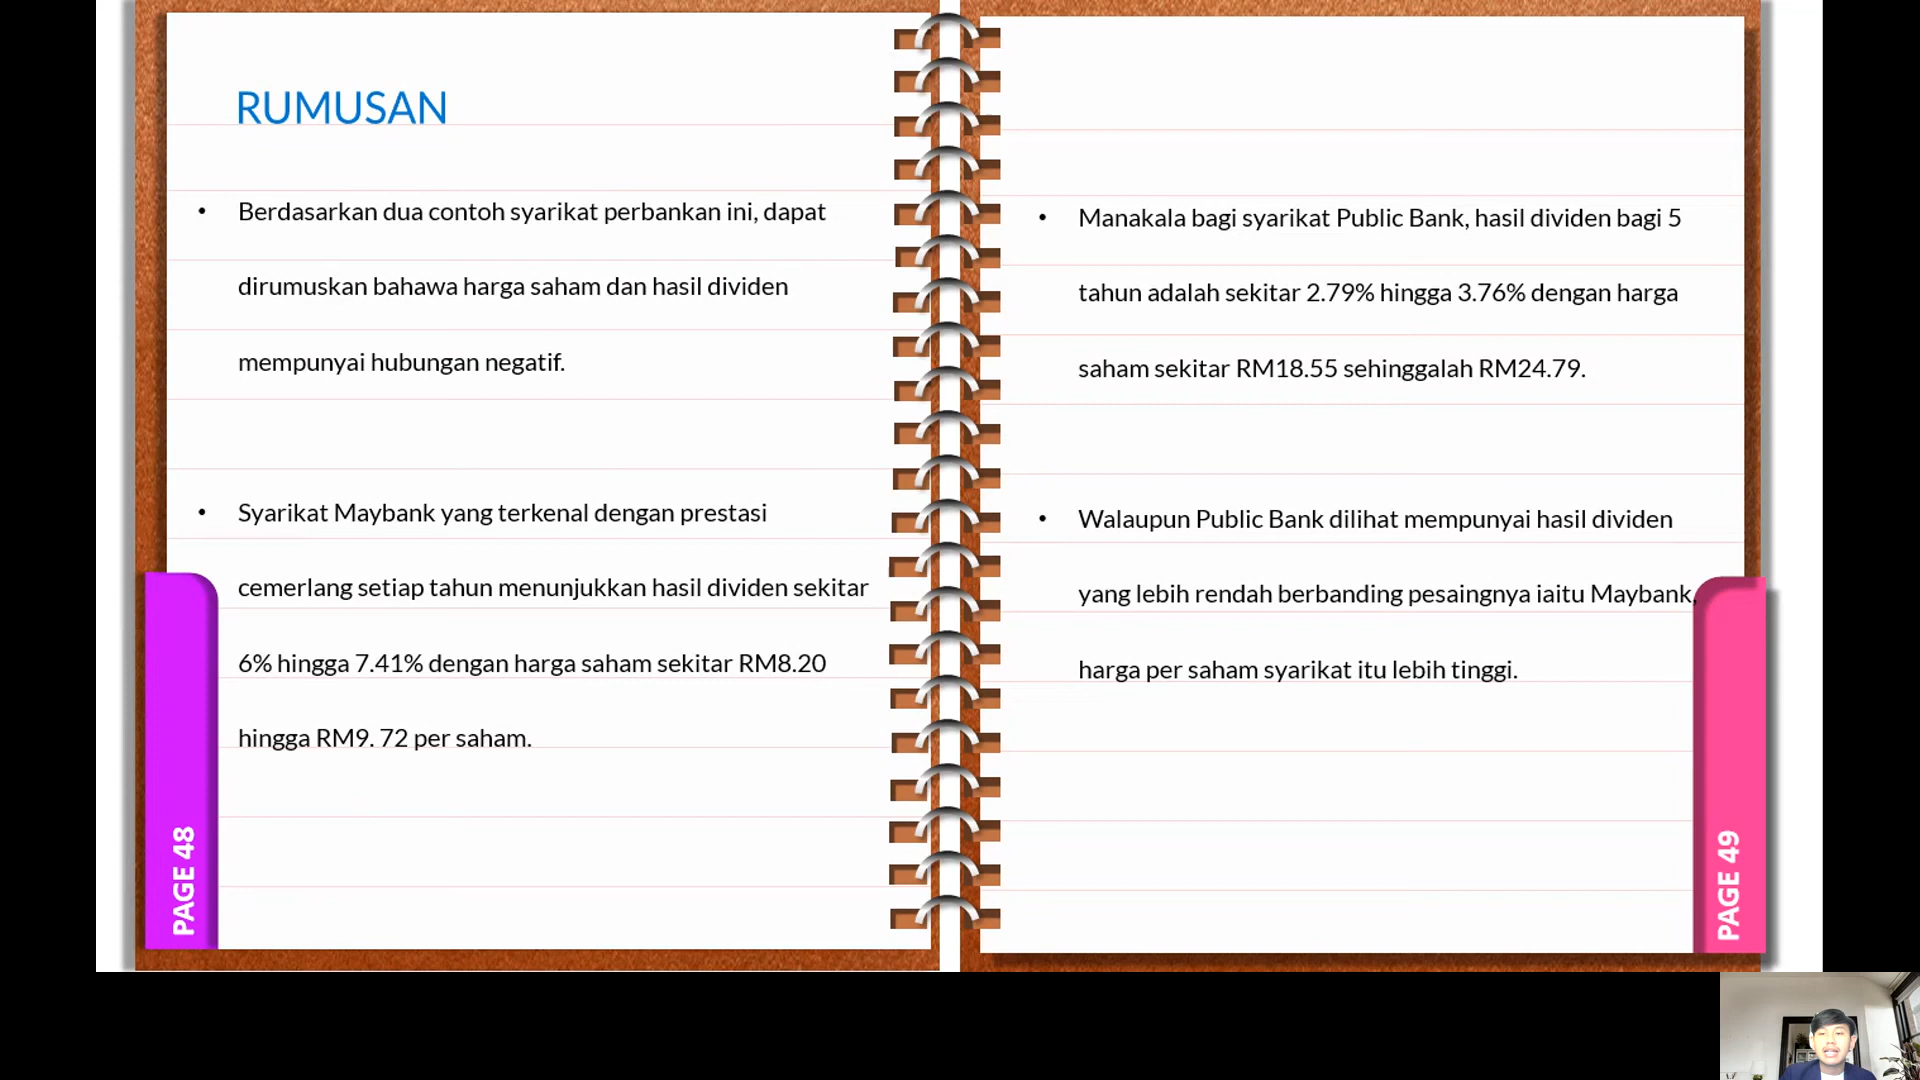 RUMUSAN
• Berdasarkan dua contoh syarikat perbankan ini, dapat
dirumuskan bahawa harga saham dan hasil dividen
mempunyai hubungan negatif.
• Syarikat Maybank yang terkenal dengan prestasi
cemerlang setiap tahun menunjukkan hasil dividen sekitar
6% hingga 7.41% dengan harga saham sekitar RM8.20
hingga RM9. 72 per saham.
PAGE 48
• Manakala bagi syarikat Public Bank, hasil dividen bagi 5
tahun adalah sekitar 2.79% hingga 3.76% dengan harga
saham sekitar RM18.55 sehinggalah RM24.79.
• Walaupun Public Bank dilihat mempunyai hasil dividen
yang lebih rendah berbanding pesaingnya iaitu Maybank,
harga per saham syarikat itu lebih tinggi.
PAGE 49